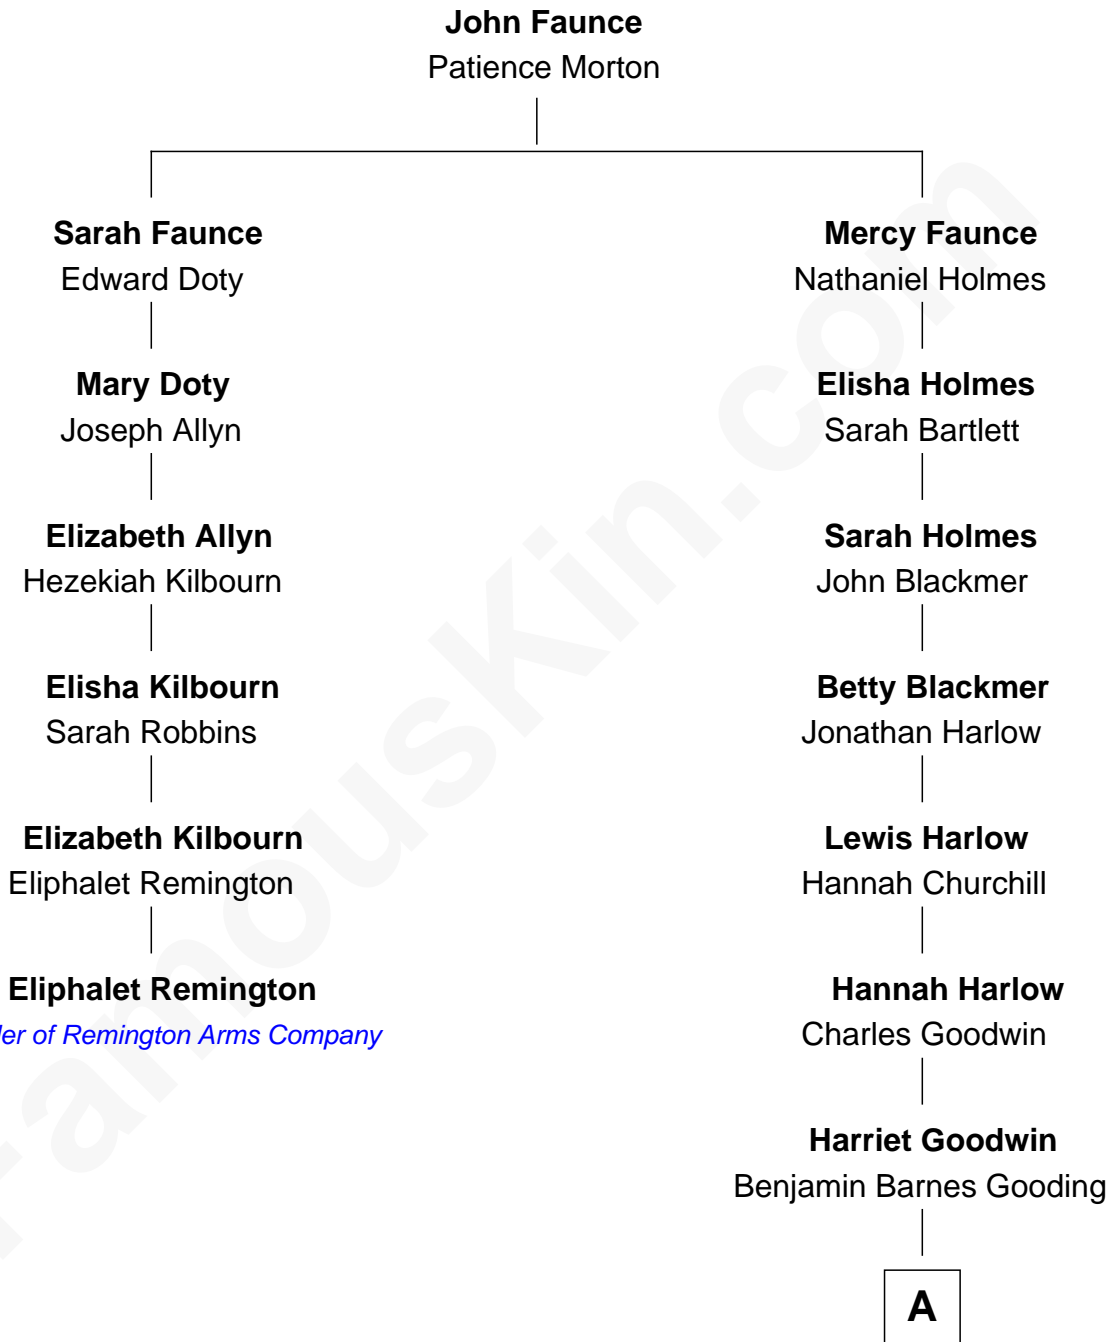 John Faunce
Patience Morton
Sarah Faunce
Edward Doty
Mercy Faunce
Nathaniel Holmes
Mary Doty
Joseph Allyn
Elisha Holmes
Sarah Bartlett
Elizabeth Allyn
Hezekiah Kilbourn
Sarah Holmes
John Blackmer
Elisha Kilbourn
Sarah Robbins
Betty Blackmer
Jonathan Harlow
Elizabeth Kilbourn
Eliphalet Remington
Lewis Harlow
Hannah Churchill
Eliphalet Remington
of Remington Arms Company
Hannah Harlow
Charles Goodwin
Harriet Goodwin
Benjamin Barnes Gooding
A
FamousKin.com